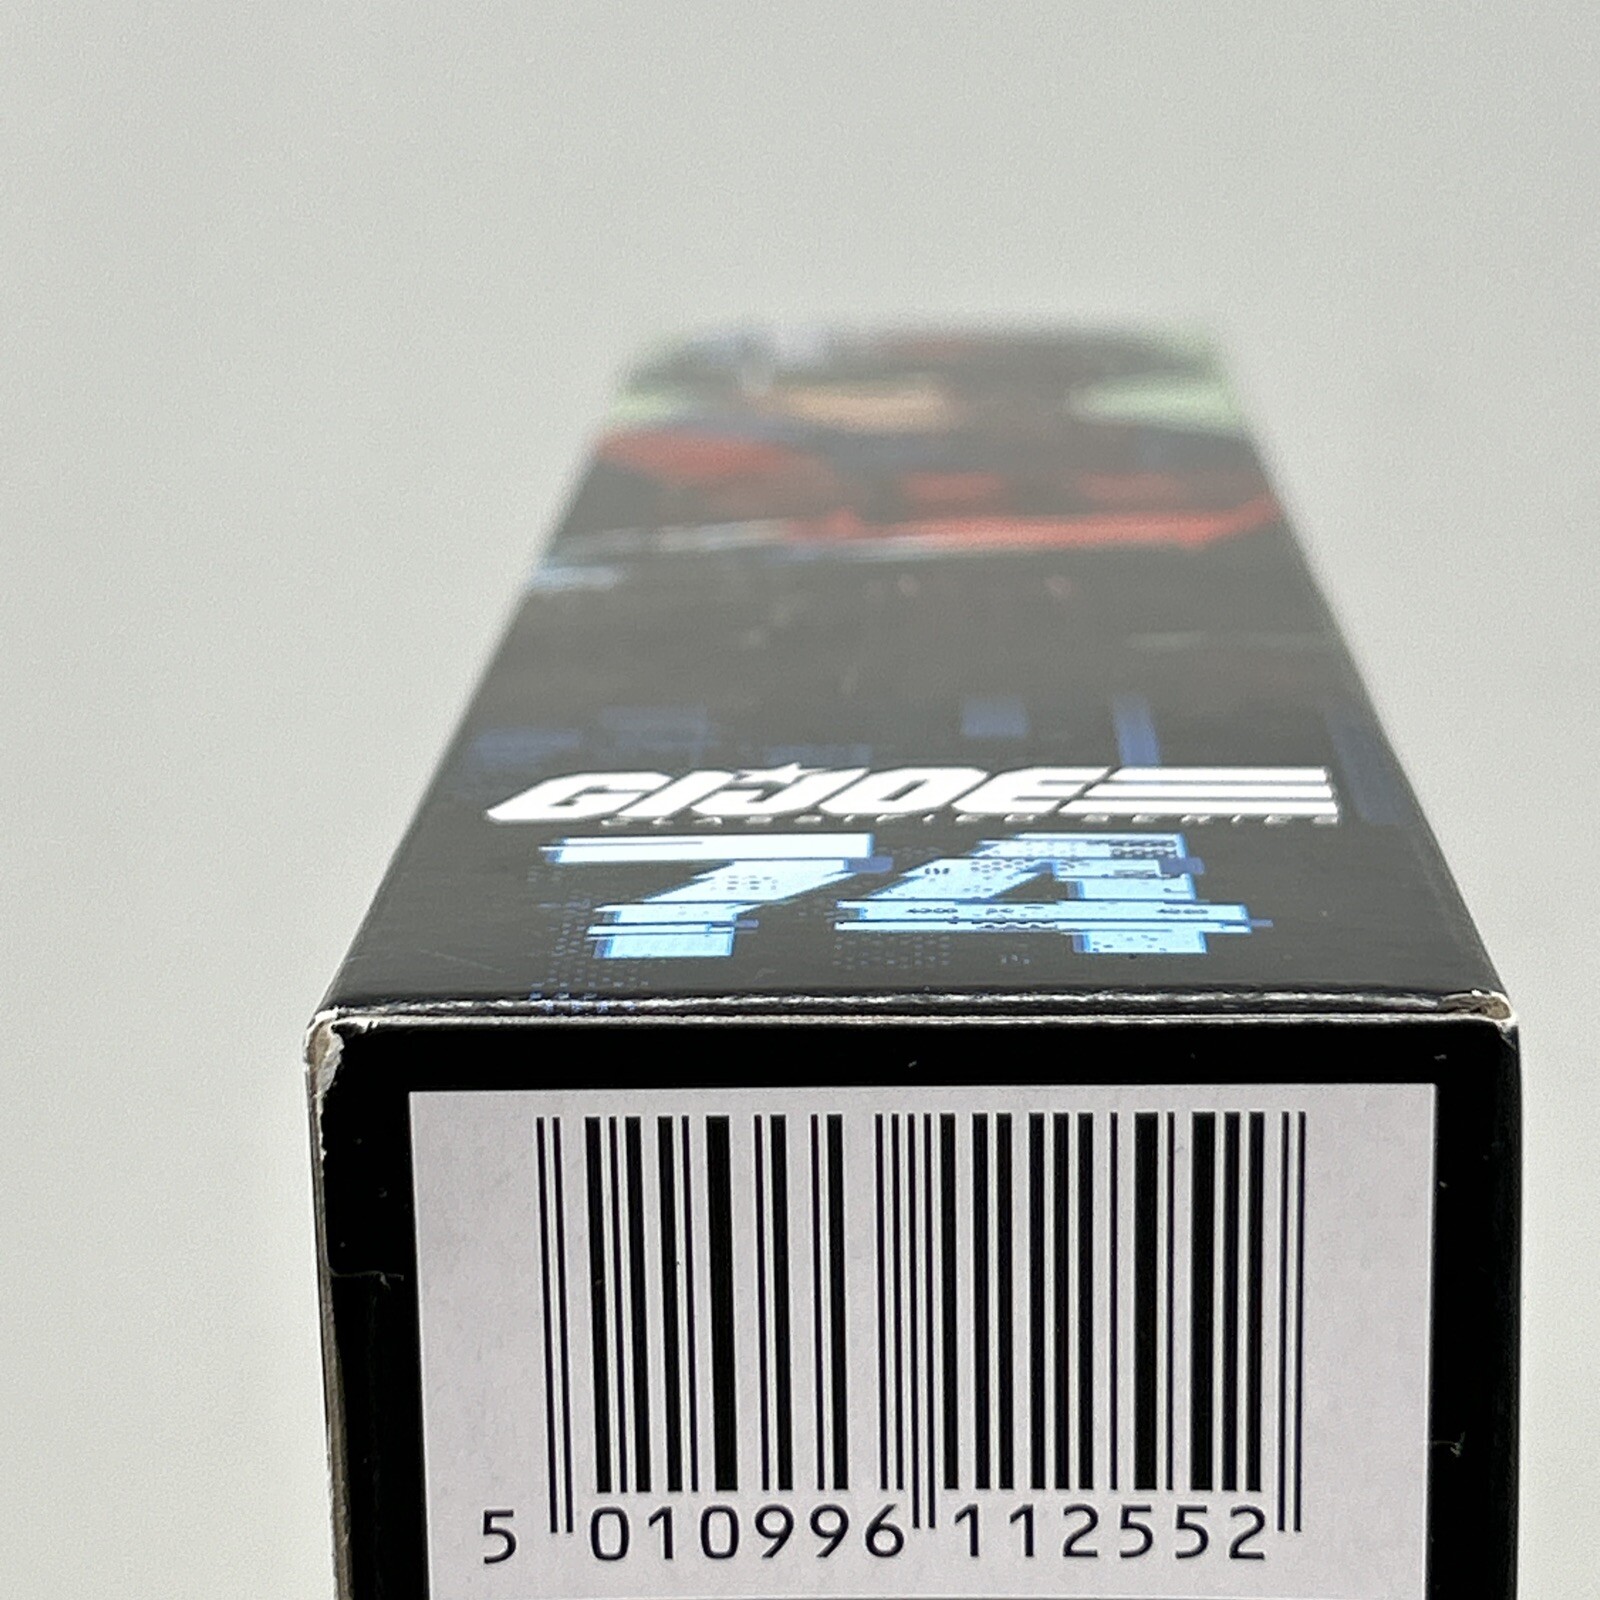 GI JOE
CLASSIFIED SERIES
74
5 010996 112552